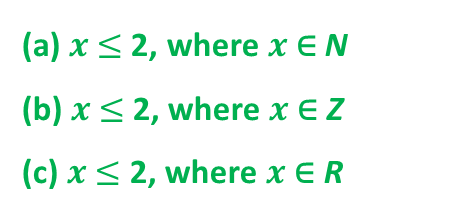 (a) x ≤ 2, where x ∈ N
(b) x ≤ 2, where x ∈ Z
(c) x ≤ 2, where x ∈ R